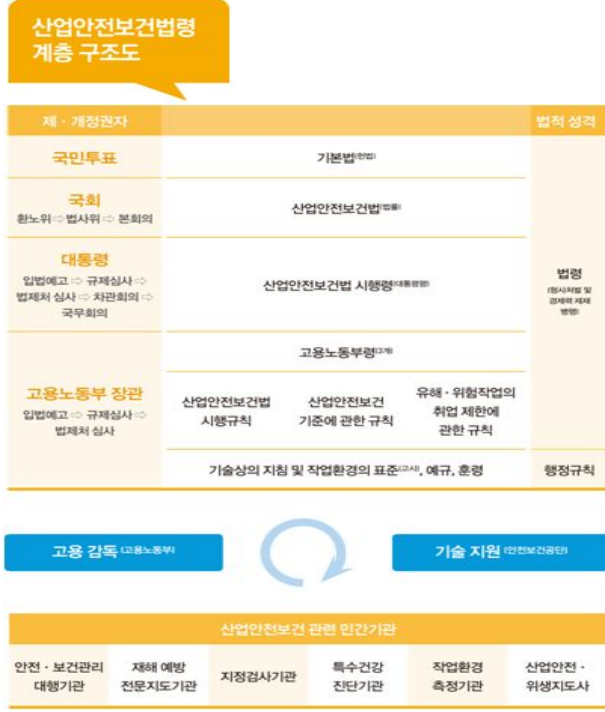 산업안전보건법령
계층 구조도
제 · 개정권자
법적 성격
국민투표
기본법(헌법)
국회
환노위 ⇨ 법사위 ⇨ 본회의
산업안전보건법(법률)
대통령
입법예고 ⇨ 규제심사 ⇨
법제처 심사 ⇨ 차관회의 ⇨
국무회의
산업안전보건법 시행령(대통령령)
법령
(형사처벌 및
경제력 제재
병행)
고용노동부 장관
입법예고 ⇨ 규제심사 ⇨
법제처 심사
고용노동부령(3개)
산업안전보건법
시행규칙
산업안전보건
기준에 관한 규칙
유해 · 위험작업의
취업 제한에
관한 규칙
기술상의 지침 및 작업환경의 표준(고시), 예규, 훈령
행정규칙
고용 감독 (고용노동부)
기술 지원 (안전보건공단)
산업안전보건 관련 민간기관
안전 · 보건관리
대행기관
재해 예방
전문지도기관
지정검사기관
특수건강
진단기관
작업환경
측정기관
산업안전 ·
위생지도사